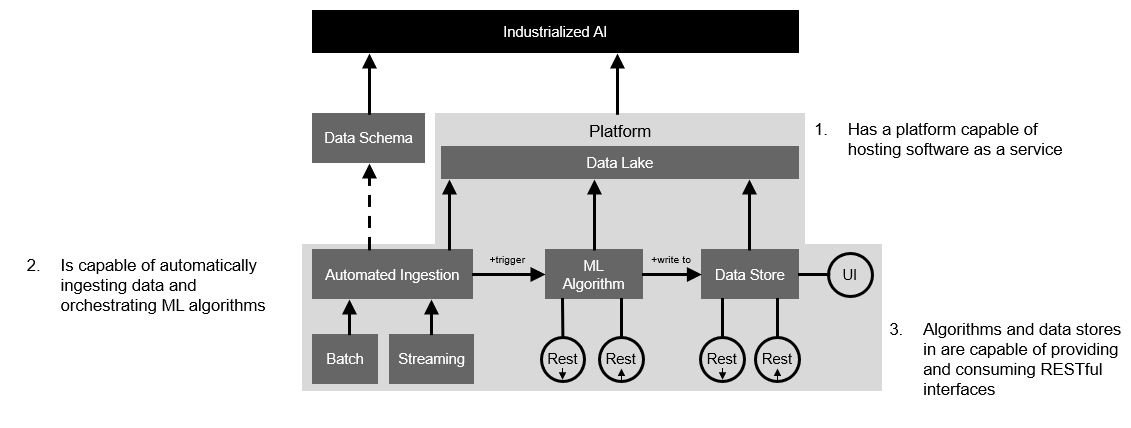 Industrialized AI
Data Schema
Platform
Data Lake
1. Has a platform capable of
hosting software as a service
2. Is capable of automatically
ingesting data and
orchestrating ML algorithms
Automated Ingestion
+trigger
ML
Algorithm
+write to
Data Store
UI
Batch
Streaming
Rest
Rest
Rest
Rest
3. Algorithms and data stores
in are capable of providing
and consuming RESTful
interfaces